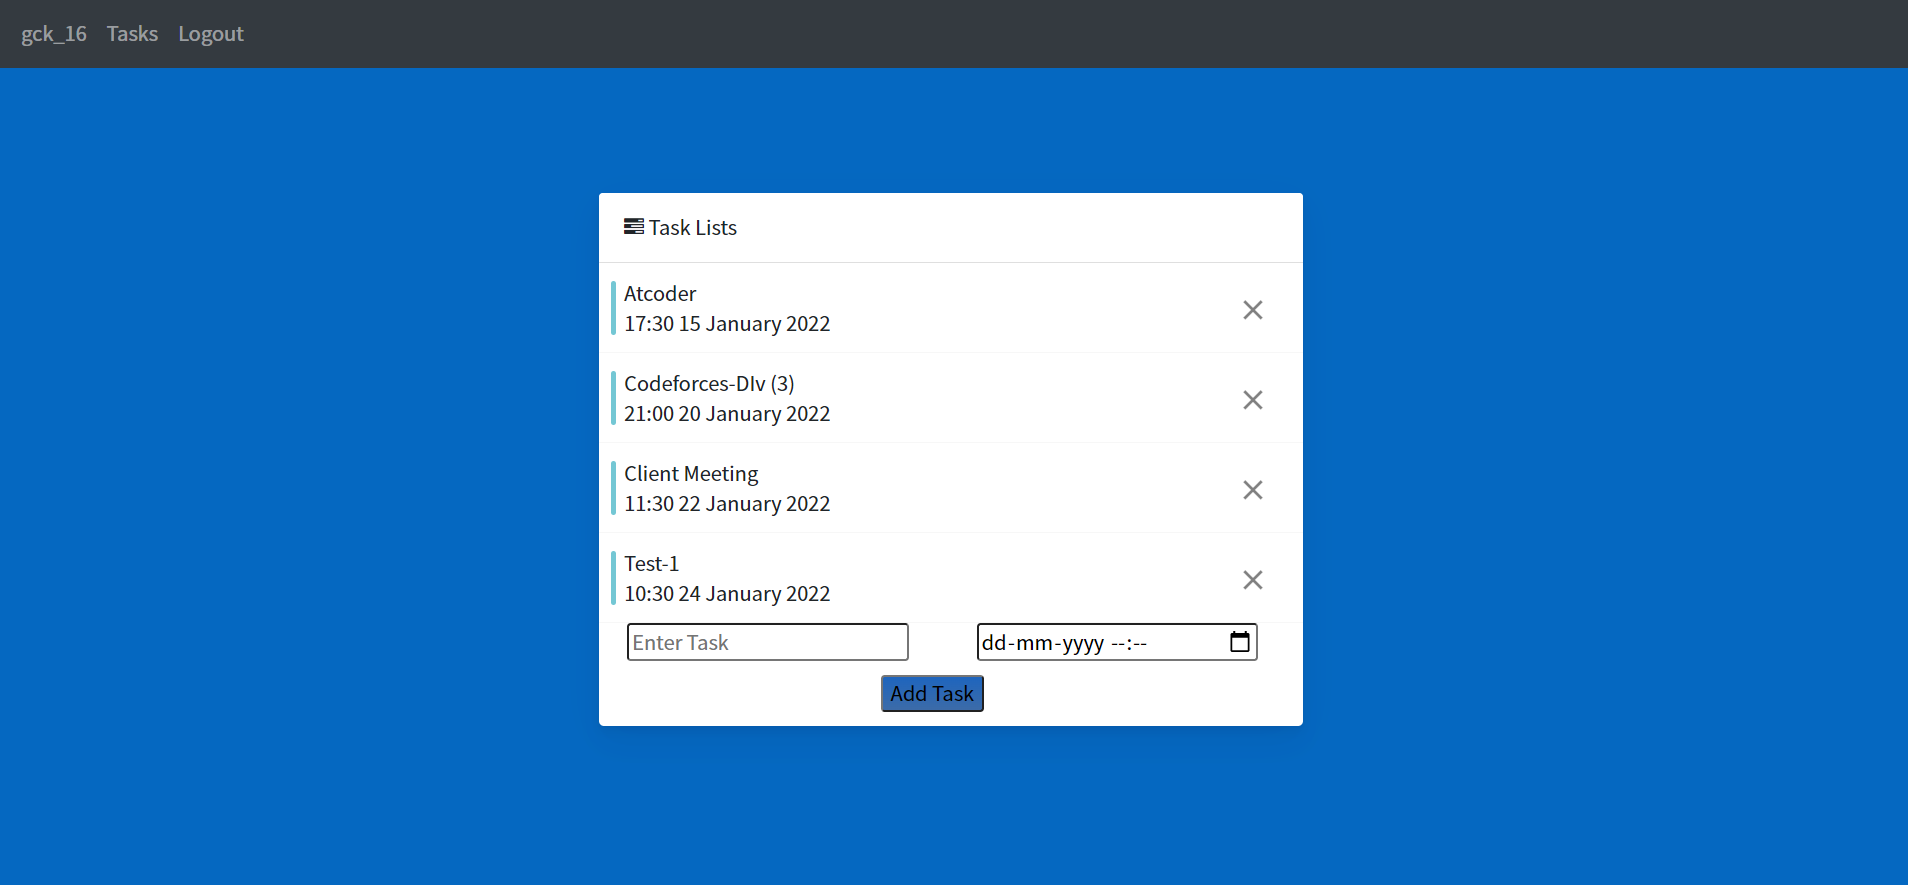 gck_16 Tasks Logout
Task Lists
Atcoder
17:30 15 January 2022
Codeforces-DIv (3)
21:00 20 January 2022
Client Meeting
11:30 22 January 2022
Test-1
10:30 24 January 2022
Enter Task dd-mm-yyyy --:--
Add Task